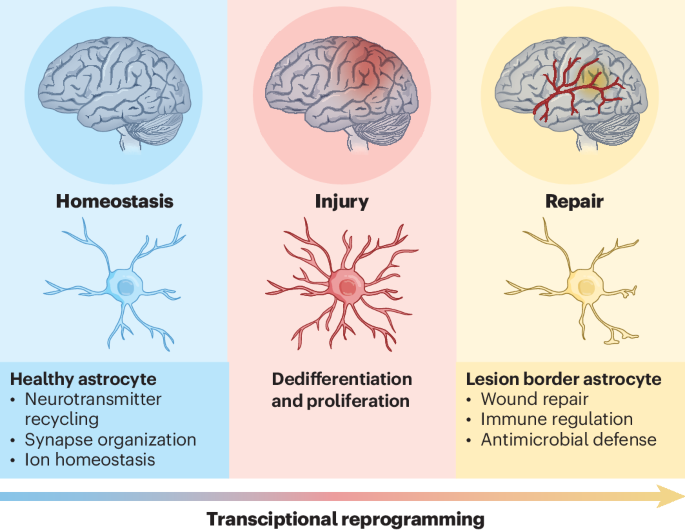 Homeostasis
Injury
Repair
Healthy astrocyte
• Neurotransmitter
recycling
• Synapse organization
• Ion homeostasis
Dedifferentiation
and proliferation
Lesion border astrocyte
• Wound repair
• Immune regulation
• Antimicrobial defense
Transciptional reprogramming